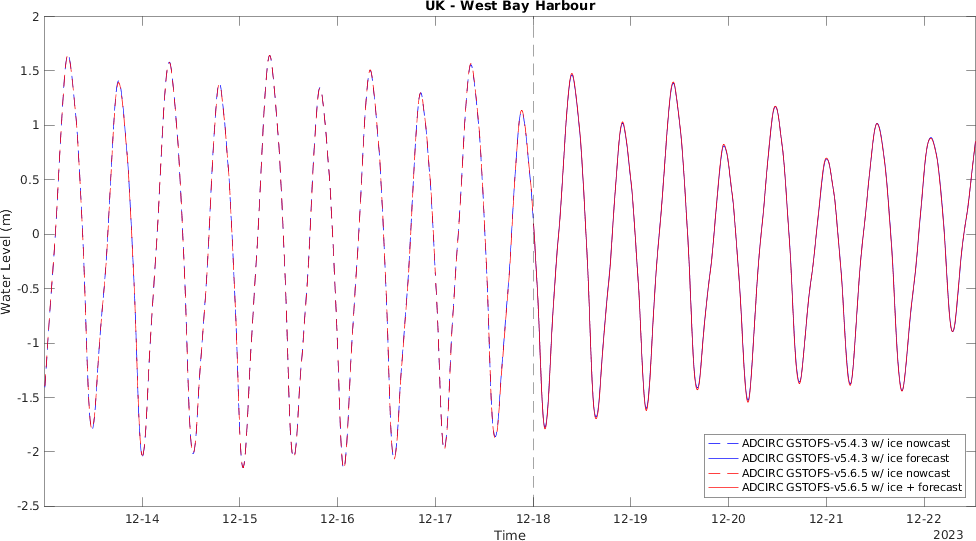 UK - West Bay Harbour
2
1.5
1
0.5
0
-0.5
-1
-1.5
-2
-2.5
Water Level (m)
ADCIRC GSTOFS-v5.4.3 w/ ice nowcast
ADCIRC GSTOFS-v5.4.3 w/ ice forecast
ADCIRC GSTOFS-v5.6.5 w/ ice nowcast
ADCIRC GSTOFS-v5.6.5 w/ ice + forecast
12-14 12-15 12-16 12-17 12-18 12-19 12-20 12-21 12-22
Time
2023